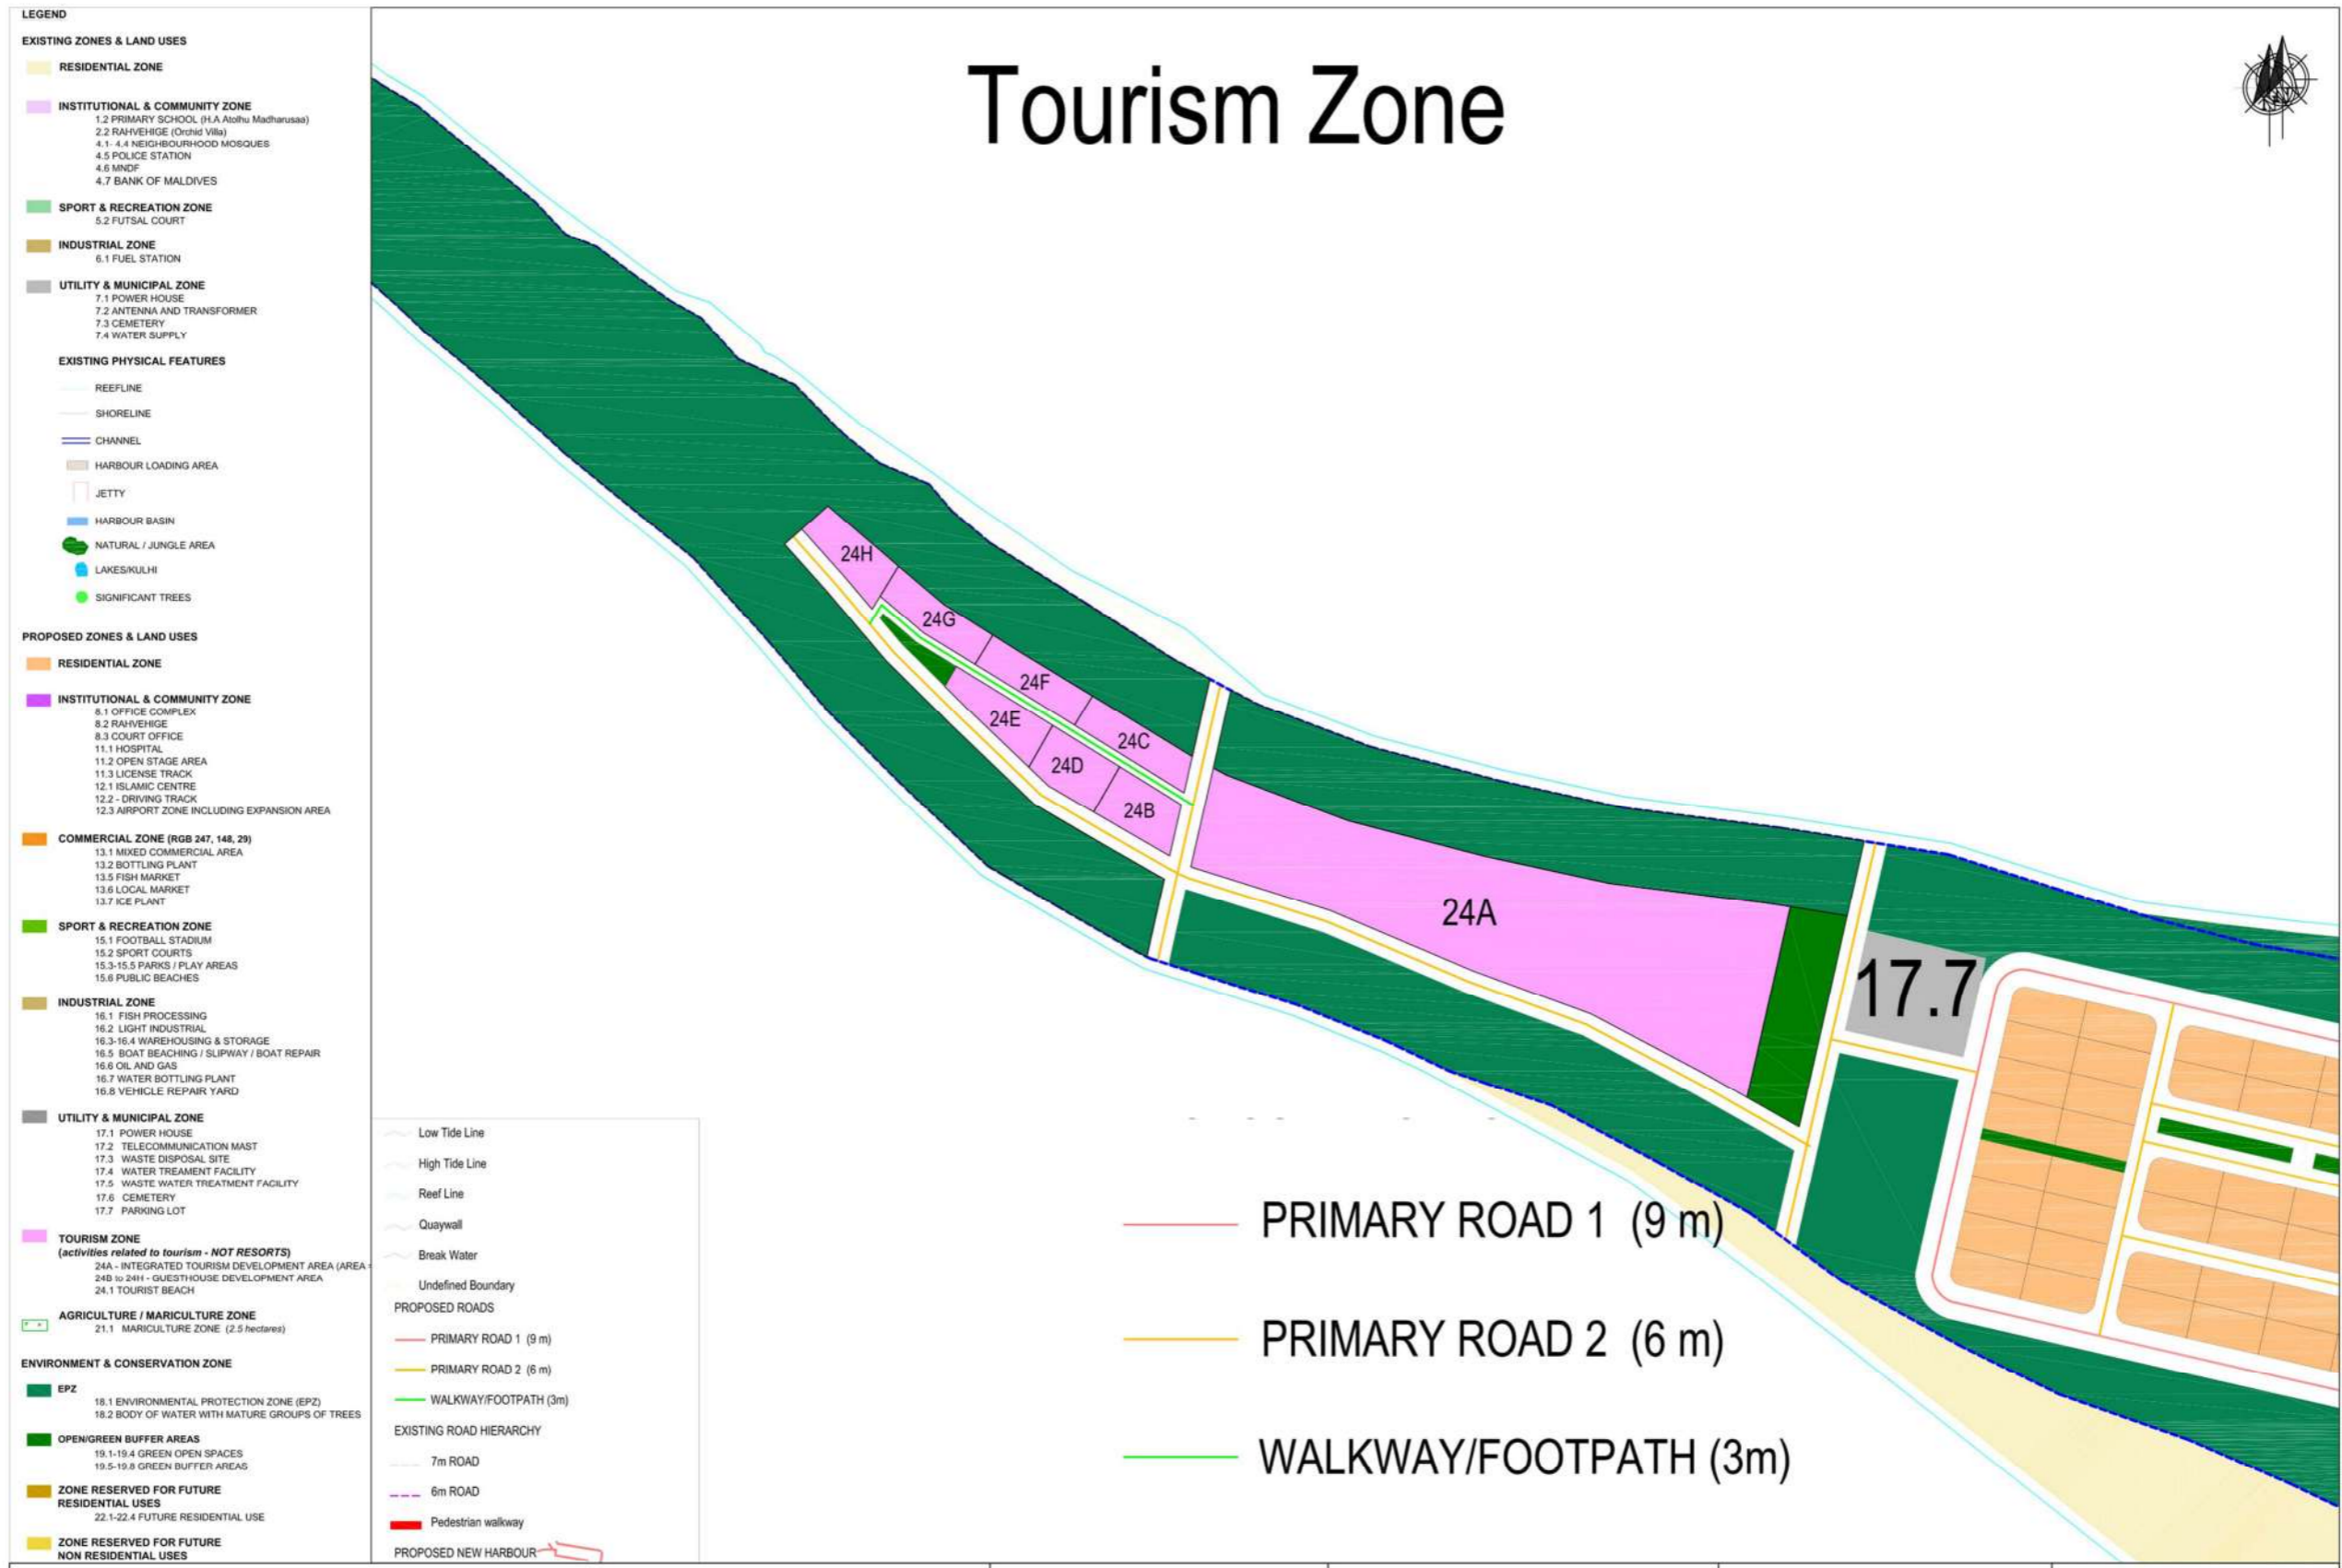 LEGEND
EXISTING ZONES & LAND USES
RESIDENTIAL ZONE
INSTITUTIONAL & COMMUNITY ZONE
1.2 PRIMARY SCHOOL (H.A Atolhu Madharusaa)
2.2 RAHVEHIGE (Orchid Villa)
4.1- 4.4 NEIGHBOURHOOD MOSQUES
4.5 POLICE STATION
4.6 MNDF
4.7 BANK OF MALDIVES
SPORT & RECREATION ZONE
5.2 FUTSAL COURT
INDUSTRIAL ZONE
6.1 FUEL STATION
UTILITY & MUNICIPAL ZONE
7.1 POWER HOUSE
7.2 ANTENNA AND TRANSFORMER
7.3 CEMETERY
7.4 WATER SUPPLY
EXISTING PHYSICAL FEATURES
REEFLINE
SHORELINE
CHANNEL
HARBOUR LOADING AREA
JETTY
HARBOUR BASIN
NATURAL / JUNGLE AREA
LAKES/KULHI
SIGNIFICANT TREES
PROPOSED ZONES & LAND USES
RESIDENTIAL ZONE
INSTITUTIONAL & COMMUNITY ZONE
8.1 OFFICE COMPLEX
8.2 RAHVEHIGE
8.3 COURT OFFICE
11.1 HOSPITAL
11.2 OPEN STAGE AREA
11.3 LICENSE TRACK
12.1 ISLAMIC CENTRE
12.2 - DRIVING TRACK
12.3 AIRPORT ZONE INCLUDING EXPANSION AREA
COMMERCIAL ZONE (RGB 247, 148, 29)
13.1 MIXED COMMERCIAL AREA
13.2 BOTTLING PLANT
13.5 FISH MARKET
13.6 LOCAL MARKET
13.7 ICE PLANT
SPORT & RECREATION ZONE
15.1 FOOTBALL STADIUM
15.2 SPORT COURTS
15.3-15.5 PARKS / PLAY AREAS
15.6 PUBLIC BEACHES
INDUSTRIAL ZONE
16.1 FISH PROCESSING
16.2 LIGHT INDUSTRIAL
16.3-16.4 WAREHOUSING & STORAGE
16.5 BOAT BEACHING / SLIPWAY / BOAT REPAIR
16.6 OIL AND GAS
16.7 WATER BOTTLING PLANT
16.8 VEHICLE REPAIR YARD
UTILITY & MUNICIPAL ZONE
17.1 POWER HOUSE
17.2 TELECOMMUNICATION MAST
17.3 WASTE DISPOSAL SITE
17.4 WATER TREAMENT FACILITY
17.5 WASTE WATER TREATMENT FACILITY
17.6 CEMETERY
17.7 PARKING LOT
TOURISM ZONE
(activities related to tourism - NOT RESORTS)
24A - INTEGRATED TOURISM DEVELOPMENT AREA (AREA
24B to 24H - GUESTHOUSE DEVELOPMENT AREA
24.1 TOURIST BEACH
AGRICULTURE / MARICULTURE ZONE
21.1 MARICULTURE ZONE (2.5 hectares)
ENVIRONMENT & CONSERVATION ZONE
EPZ
18.1 ENVIRONMENTAL PROTECTION ZONE (EPZ)
18.2 BODY OF WATER WITH MATURE GROUPS OF TREES
OPEN/GREEN BUFFER AREAS
19.1-19.4 GREEN OPEN SPACES
19.5-19.8 GREEN BUFFER AREAS
ZONE RESERVED FOR FUTURE
RESIDENTIAL USES
22.1-22.4 FUTURE RESIDENTIAL USE
ZONE RESERVED FOR FUTURE
NON RESIDENTIAL USES
Tourism Zone
24H
24G
24F
24E
24C
24D
24B
24A
17.7
Low Tide Line
High Tide Line
Reef Line
Quaywall
Break Water
Undefined Boundary
PROPOSED ROADS
PRIMARY ROAD 1 (9 m)
PRIMARY ROAD 2 (6 m)
WALKWAY/FOOTPATH (3m)
EXISTING ROAD HIERARCHY
7m ROAD
6m ROAD
Pedestrian walkway
PROPOSED NEW HARBOUR
PRIMARY ROAD 1 (9 m)
PRIMARY ROAD 2 (6 m)
WALKWAY/FOOTPATH (3m)